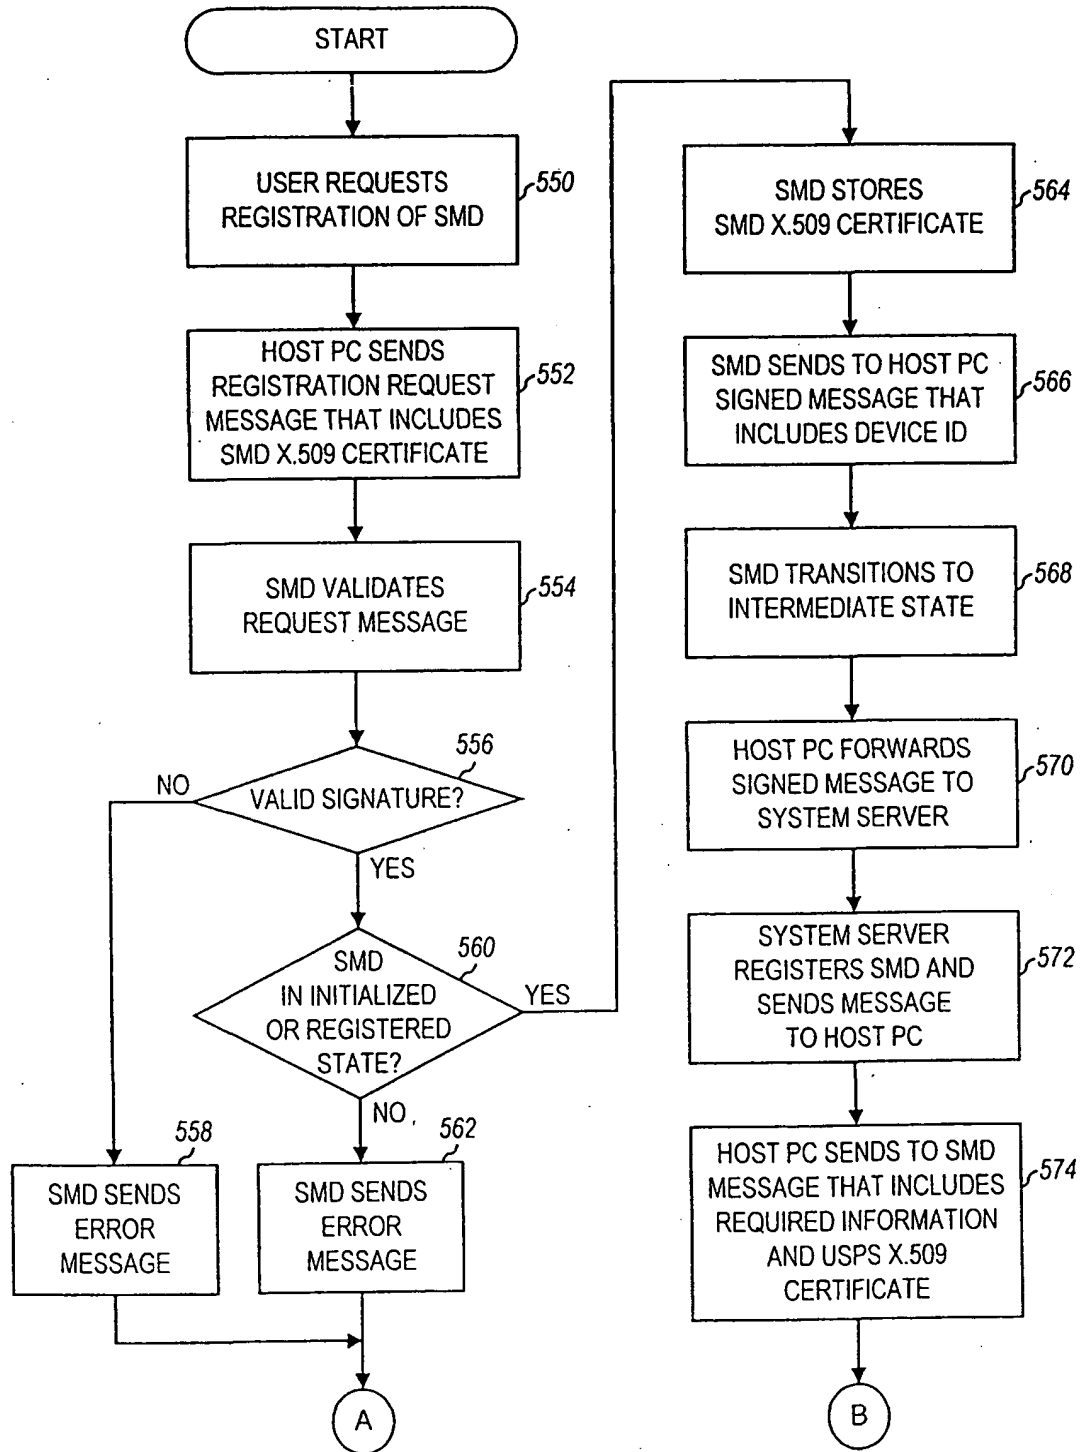 START
USER REQUESTS
REGISTRATION OF SMD
550
HOST PC SENDS
REGISTRATION REQUEST
MESSAGE THAT INCLUDES
SMD X.509 CERTIFICATE
552
SMD VALIDATES
REQUEST MESSAGE
554
VALID SIGNATURE?
556
NO
YES
SMD
IN INITIALIZED
OR REGISTERED
STATE?
560
YES
NO
SMD SENDS
ERROR
MESSAGE
558
SMD SENDS
ERROR
MESSAGE
562
A
SMD STORES
SMD X.509 CERTIFICATE
564
SMD SENDS TO HOST PC
SIGNED MESSAGE THAT
INCLUDES DEVICE ID
566
SMD TRANSITIONS TO
INTERMEDIATE STATE
568
HOST PC FORWARDS
SIGNED MESSAGE TO
SYSTEM SERVER
570
SYSTEM SERVER
REGISTERS SMD AND
SENDS MESSAGE
TO HOST PC
572
HOST PC SENDS TO SMD
MESSAGE THAT INCLUDES
REQUIRED INFORMATION
AND USPS X.509
CERTIFICATE
574
B